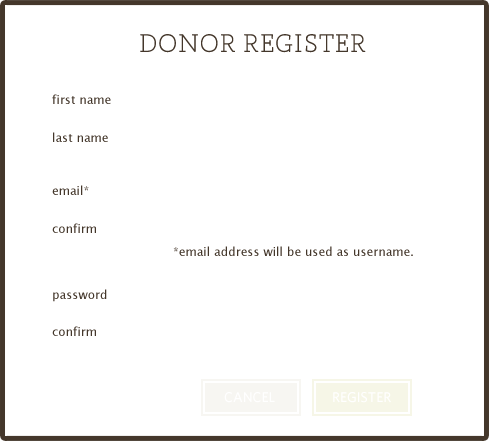 DONOR REGISTER
first name
last name
email*
confirm
*email address will be used as username.
password
confirm
CANCEL
REGISTER